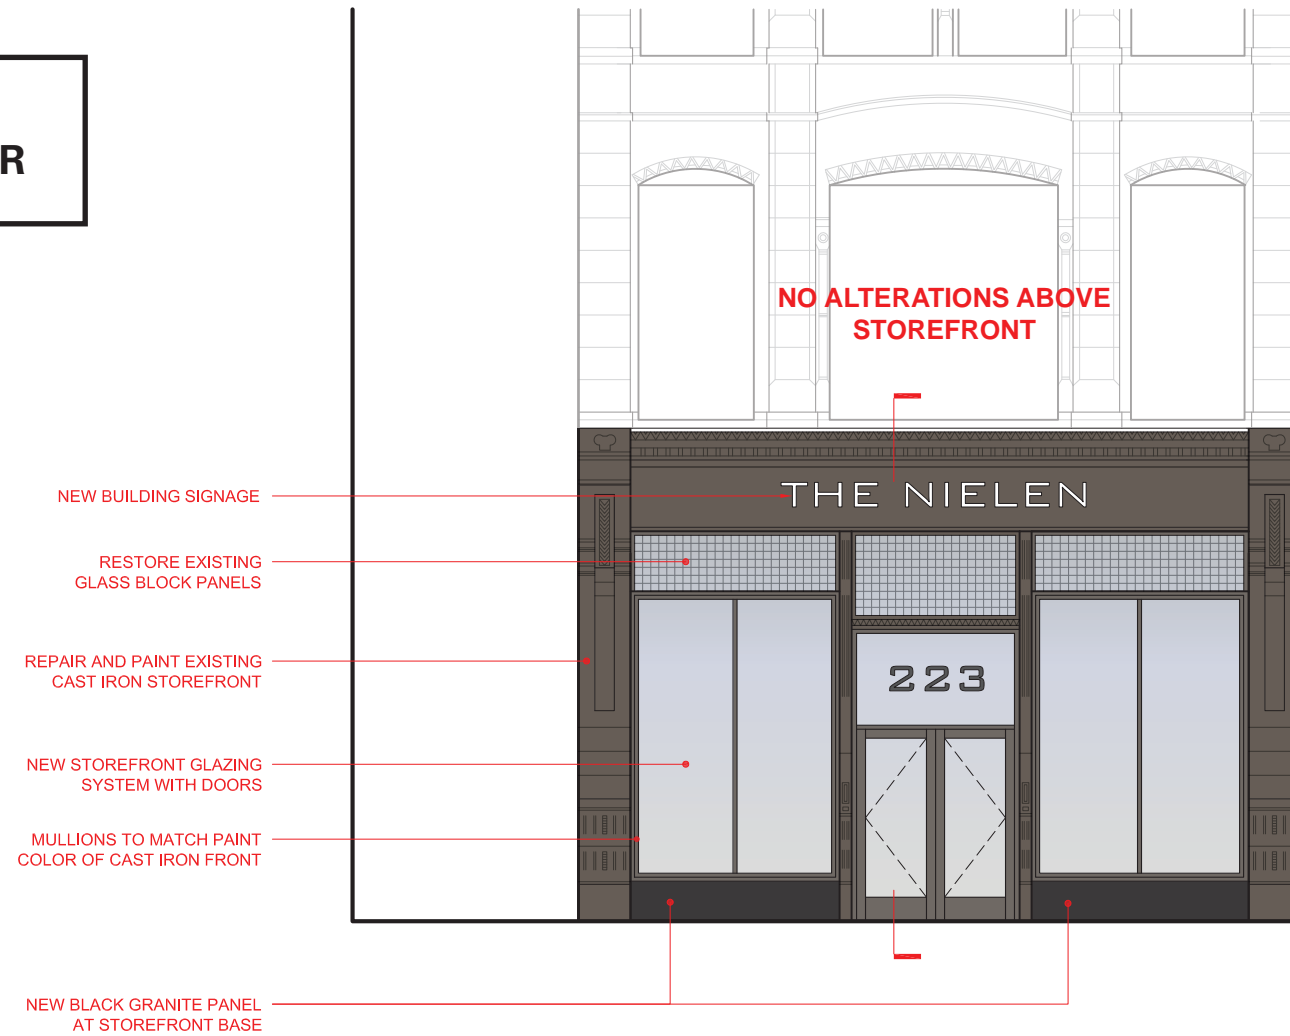 R
NO ALTERATIONS ABOVE
STOREFRONT
NEW BUILDING SIGNAGE
THE NIELEN
RESTORE EXISTING
GLASS BLOCK PANELS
REPAIR AND PAINT EXISTING
CAST IRON STOREFRONT
223
NEW STOREFRONT GLAZING
SYSTEM WITH DOORS
MULLIONS TO MATCH PAINT
COLOR OF CAST IRON FRONT
NEW BLACK GRANITE PANEL
AT STOREFRONT BASE